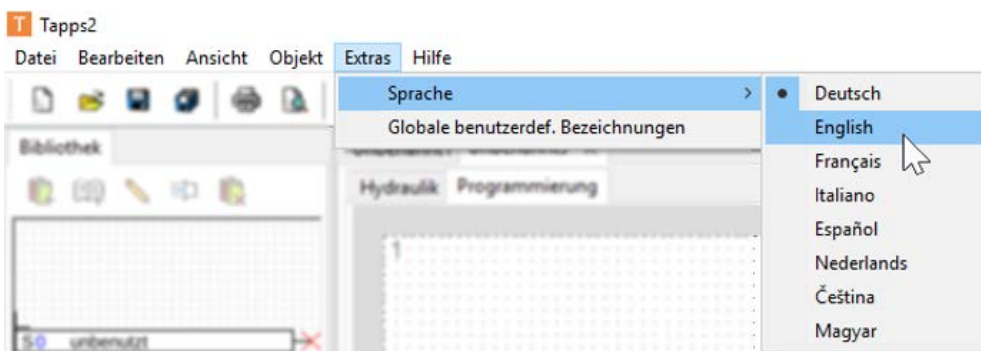 T Tapps2
Datei Bearbeiten Ansicht Objekt Extras Hilfe
Sprache
Globale benutzerdef. Bezeichnungen
Deutsch
English
Français
Italiano
Español
Nederlands
Čeština
Magyar
Bibliothek
Hydraulik Programmierung
1
S0 unbenutzt